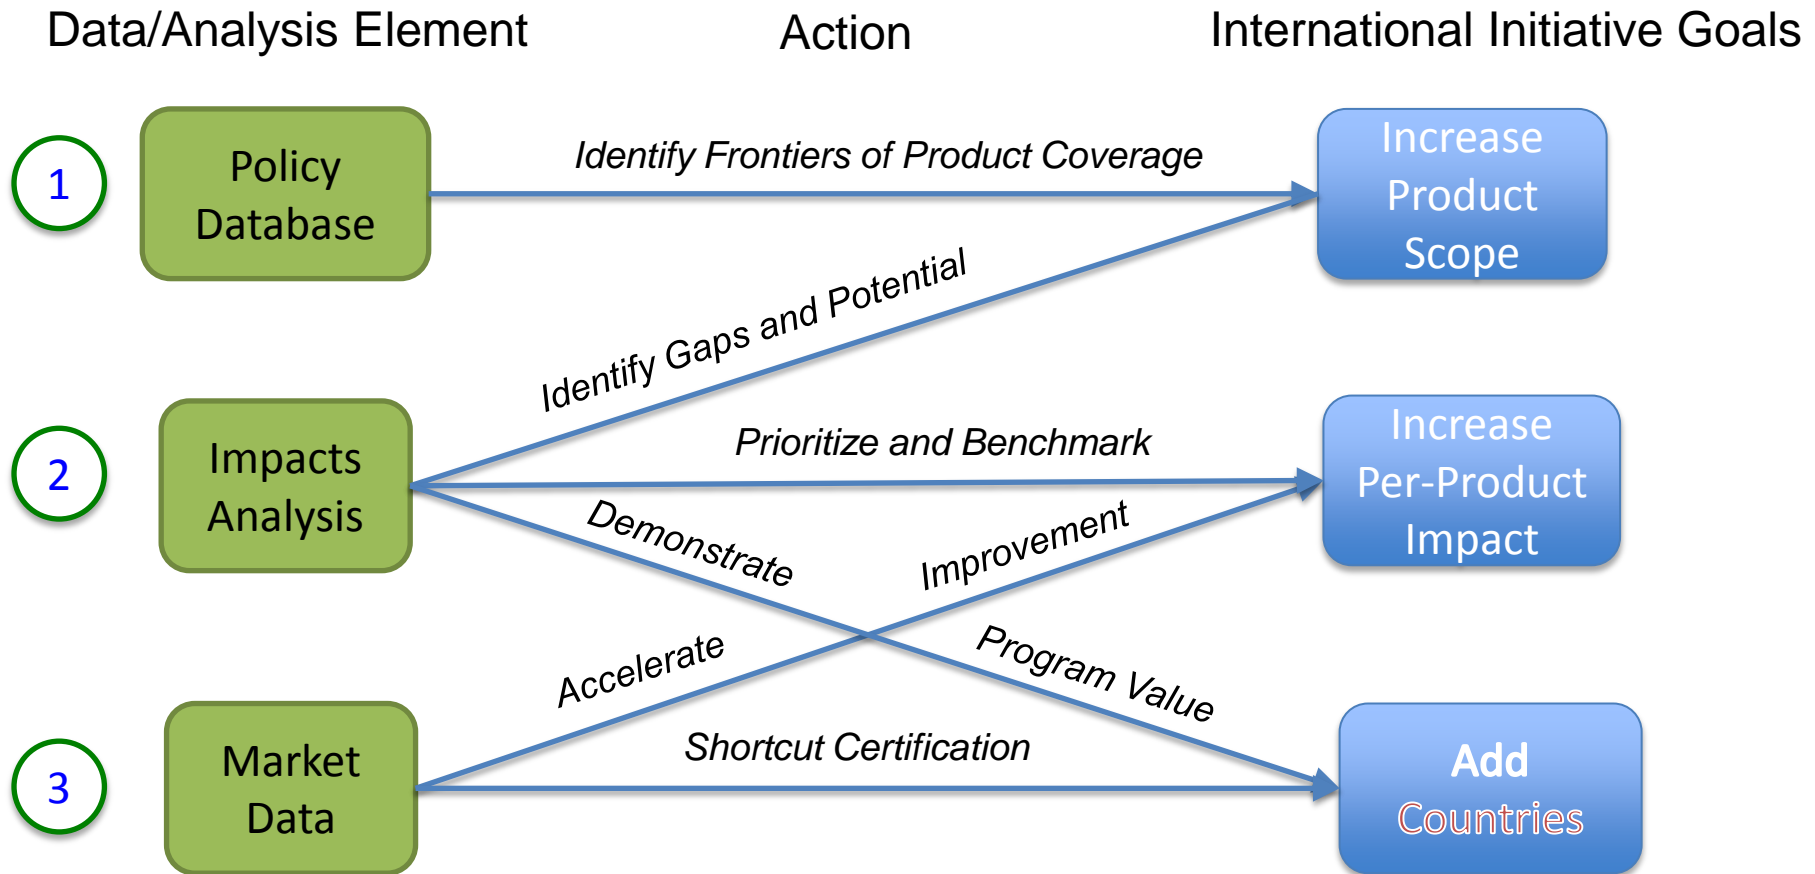 Data/Analysis Element
Action
International Initiative Goals
1
Policy
Database
Identify Frontiers of Product Coverage
Increase
Product
Scope
Identify Gaps and Potential
2
Impacts
Analysis
Prioritize and Benchmark
Increase
Per-Product
Impact
Demonstrate
Improvement
Accelerate
Program Value
3
Market
Data
Shortcut Certification
Add
Countries